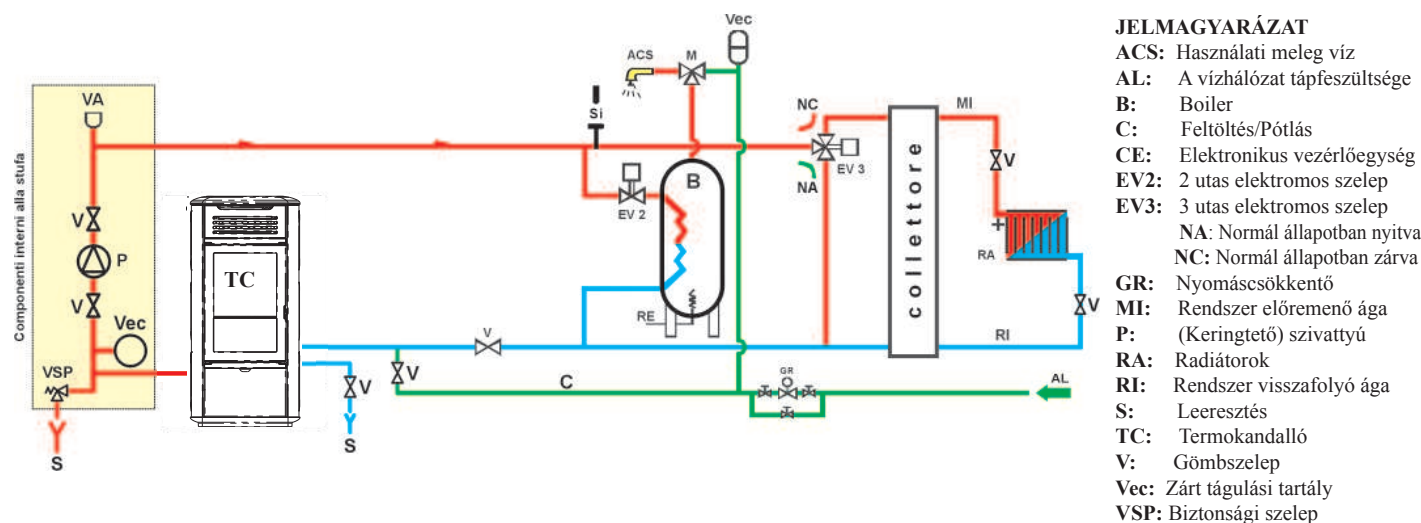 Componenti interni alla stufa
VA
V
P
V
Vec
VSP
S
TC
V
S
V
V
C
Si
ACS
M
Vec
EV 2
B
RE
NC
NA
EV 3
collettore
MI
V
RA
+
V
RI
GR
AL
JELMAGYARÁZAT
ACS: Használati meleg víz
AL: A vízhálózat tápfeszültsége
B: Boiler
C: Feltöltés/Pótlás
CE: Elektronikus vezérlőegység
EV2: 2 utas elektromos szelep
EV3: 3 utas elektromos szelep
NA: Normál állapotban nyitva
NC: Normál állapotban zárva
GR: Nyomáscsökkentő
MI: Rendszer előremenő ága
P: (Keringtető) szivattyú
RA: Radiátorok
RI: Rendszer visszafolyó ága
S: Leeresztés
TC: Termokandalló
V: Gömbszelep
Vec: Zárt tágulási tartály
VSP: Biztonsági szelep